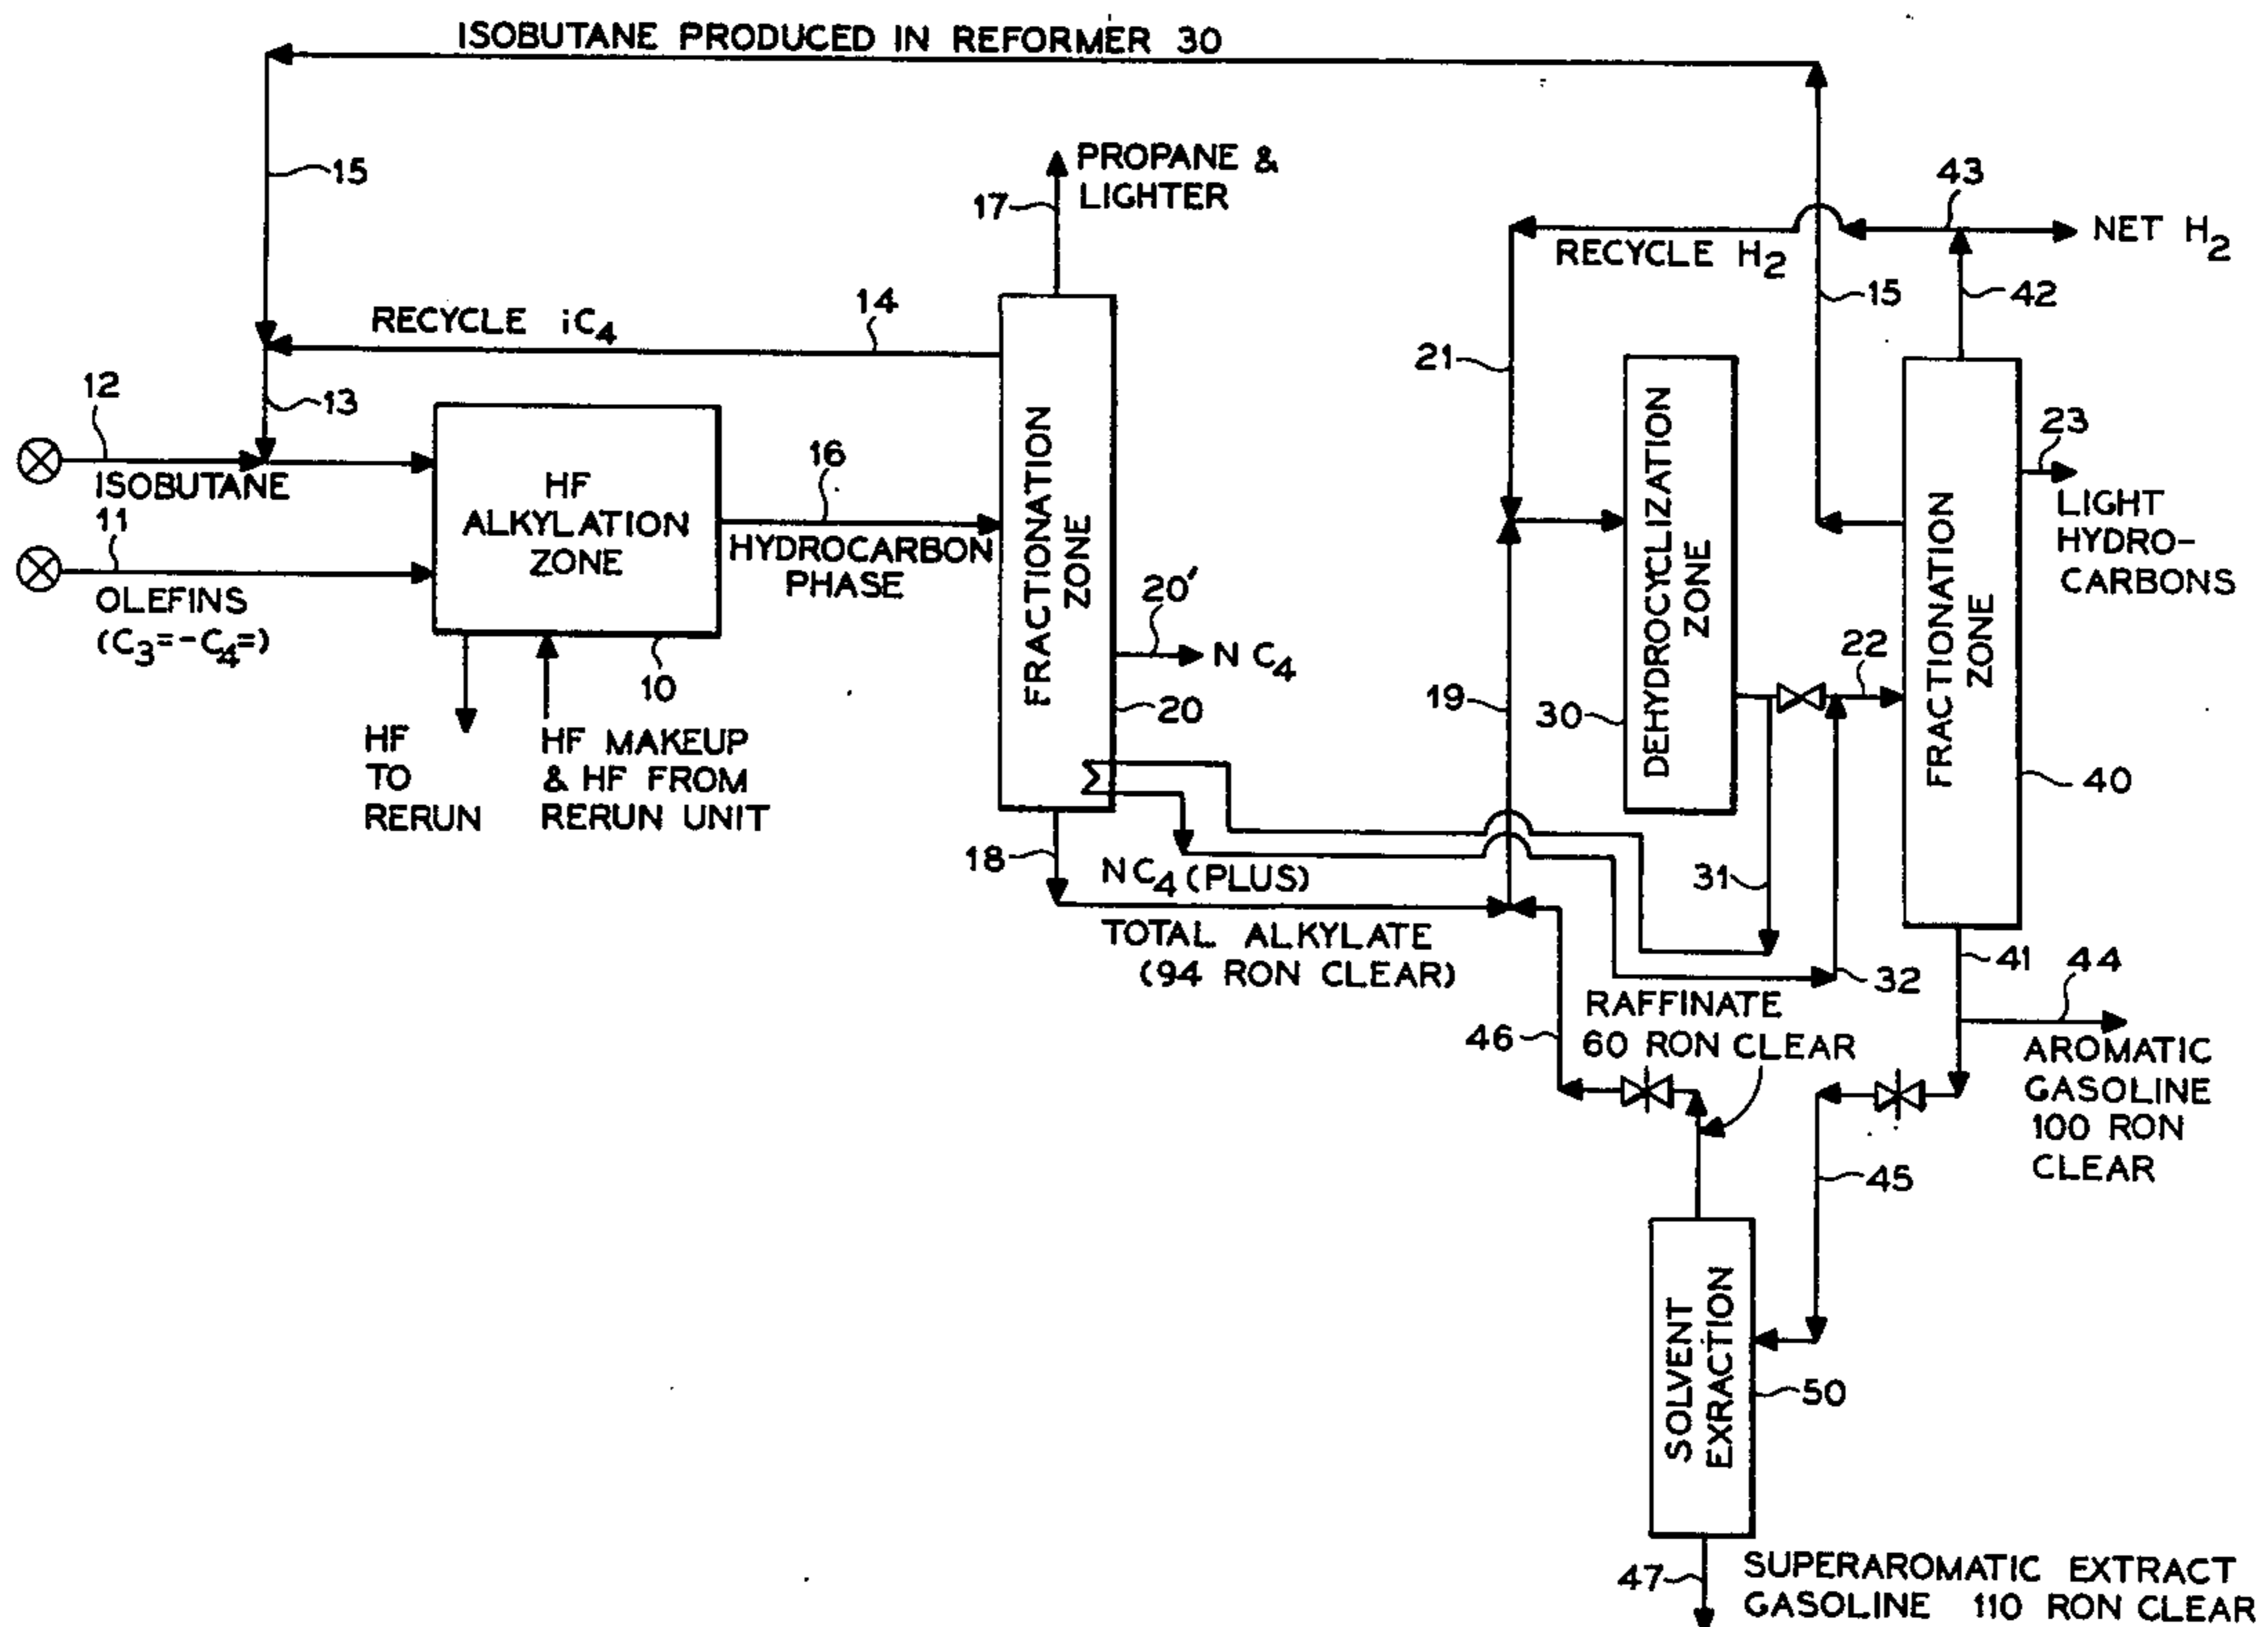 ISOBUTANE PRODUCED IN REFORMER 30
15
PROPANE &
LIGHTER
17
43
NET H2
RECYCLE H2
42
15
RECYCLE iC4
14
21
12
13
ISOBUTANE
11
OLEFINS
(C3=-C4=)
HF
ALKYLATION
ZONE
10
16
HYDROCARBON
PHASE
FRACTIONATION
ZONE
20'
NC4
20
HF
TO
RERUN
HF MAKEUP
& HF FROM
RERUN UNIT
18
NC4 (PLUS)
TOTAL ALKYLATE
(94 RON CLEAR)
19
30
DEHYDROCYCLIZATION
ZONE
22
31
32
FRACTIONATION
ZONE
23
LIGHT
HYDRO-
CARBONS
40
41
44
AROMATIC
GASOLINE
100 RON
CLEAR
RAFFINATE
60 RON CLEAR
46
45
SOLVENT
EXRACTION
50
47
SUPERAROMATIC EXTRACT
GASOLINE 110 RON CLEAR